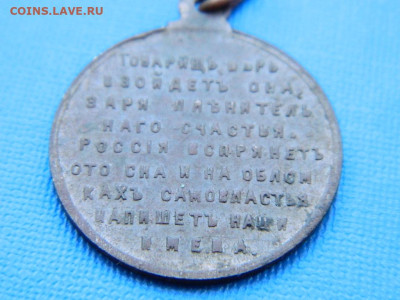 COINS.LAVE.RU
ТОВАРИЩЪ, ВѢРЬ
ВЗОЙДЕТЪ ОНА,
ЗАРЯ ПЛѢНИТЕЛЬ
НАГО СЧАСТЬЯ.
РОССІЯ ВСПРЯНЕТЪ
ОТО СНА И НА ОБЛОМ
КАХЪ САМОВЛАСТЬЯ
НАПИШЕТЪ НАШИ
ИМЕНА.